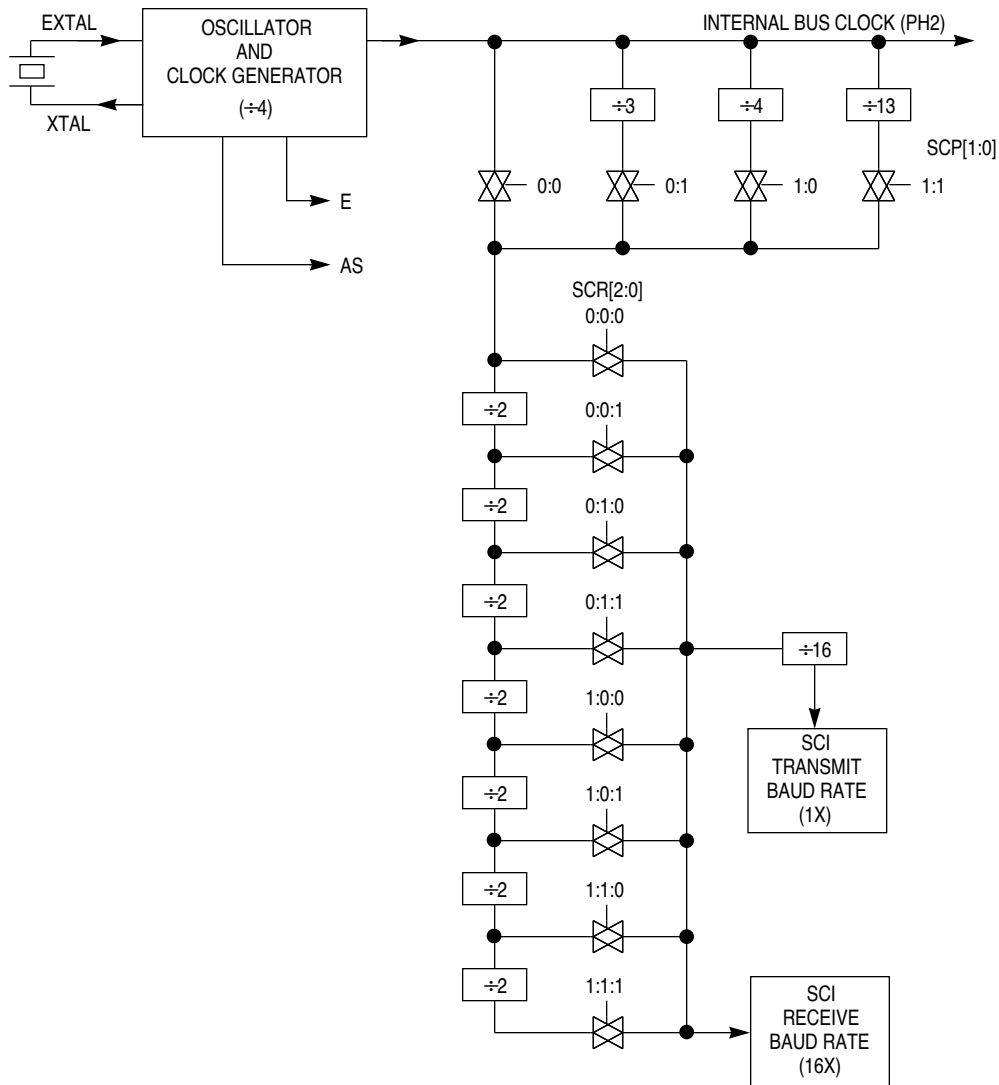 EXTAL
XTAL
OSCILLATOR
AND
CLOCK GENERATOR
(÷4)
E
AS
INTERNAL BUS CLOCK (PH2)
÷3
÷4
÷13
SCP[1:0]
0:0
0:1
1:0
1:1
SCR[2:0]
0:0:0
÷2
0:0:1
÷2
0:1:0
÷2
0:1:1
÷16
÷2
1:0:0
SCI
TRANSMIT
BAUD RATE
(1X)
÷2
1:0:1
÷2
1:1:0
÷2
1:1:1
SCI
RECEIVE
BAUD RATE
(16X)